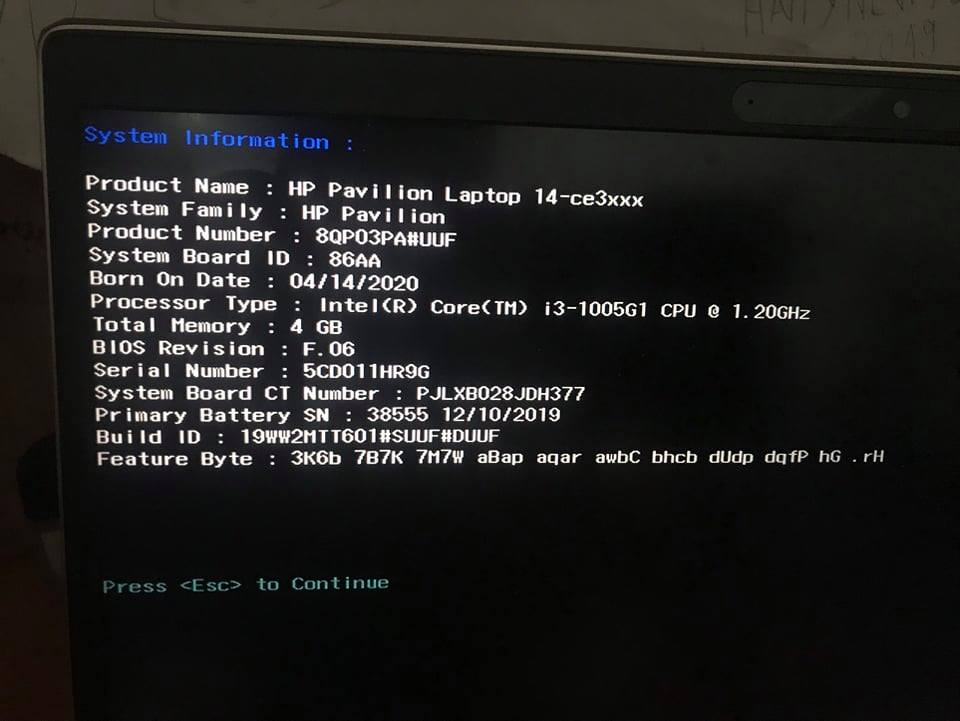 HAPPY NEW
2019
System Information :
Product Name : HP Pavilion Laptop 14-ce3xxx
System Family : HP Pavilion
Product Number : 8QP03PA#UUF
System Board ID : 86AA
Born On Date : 04/14/2020
Processor Type : Intel(R) Core(TM) i3-1005G1 CPU @ 1.20GHz
Total Memory : 4 GB
BIOS Revision : F.06
Serial Number : 5CD011HR9G
System Board CT Number : PJLXB028JDH377
Primary Battery SN : 38555 12/10/2019
Build ID : 19WW2MTT601#SUUF#DUUF
Feature Byte : 3K6b 7B7K 7M7W aBap aqar awbC bhcb dUdp dqfP hG .rH
Press <Esc> to Continue